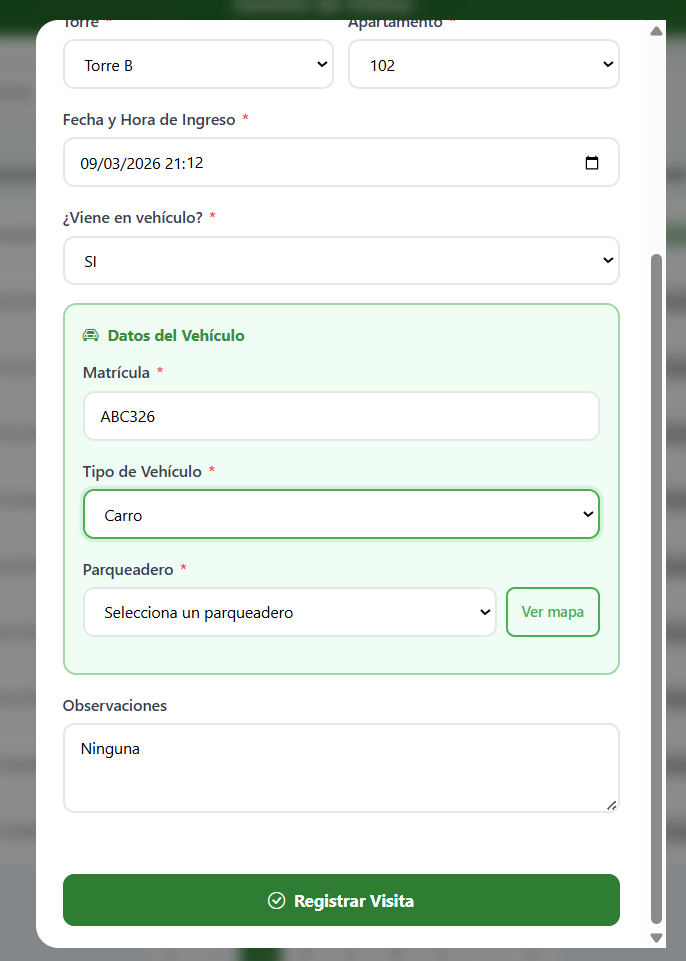 Torre * Apartamento *
Torre B 102
Fecha y Hora de Ingreso *
09/03/2026 21:12
¿Viene en vehículo? *
SI
Datos del Vehículo
Matrícula *
ABC326
Tipo de Vehículo *
Carro
Parqueadero *
Selecciona un parqueadero Ver mapa
Observaciones
Ninguna
Registrar Visita